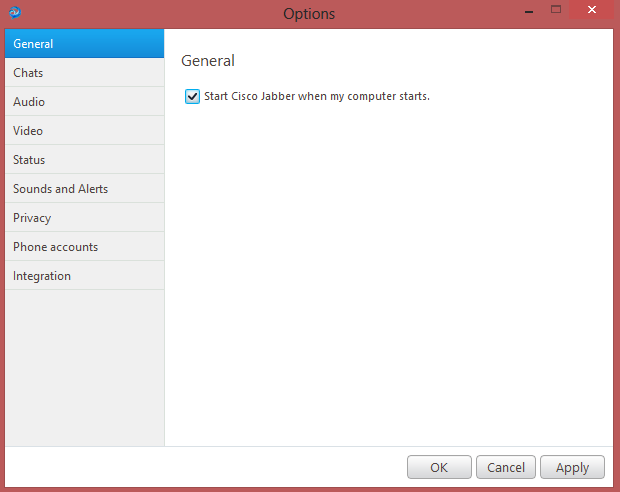 Options
General
Chats
Audio
Video
Status
Sounds and Alerts
Privacy
Phone accounts
Integration
General
Start Cisco Jabber when my computer starts.
OK
Cancel
Apply